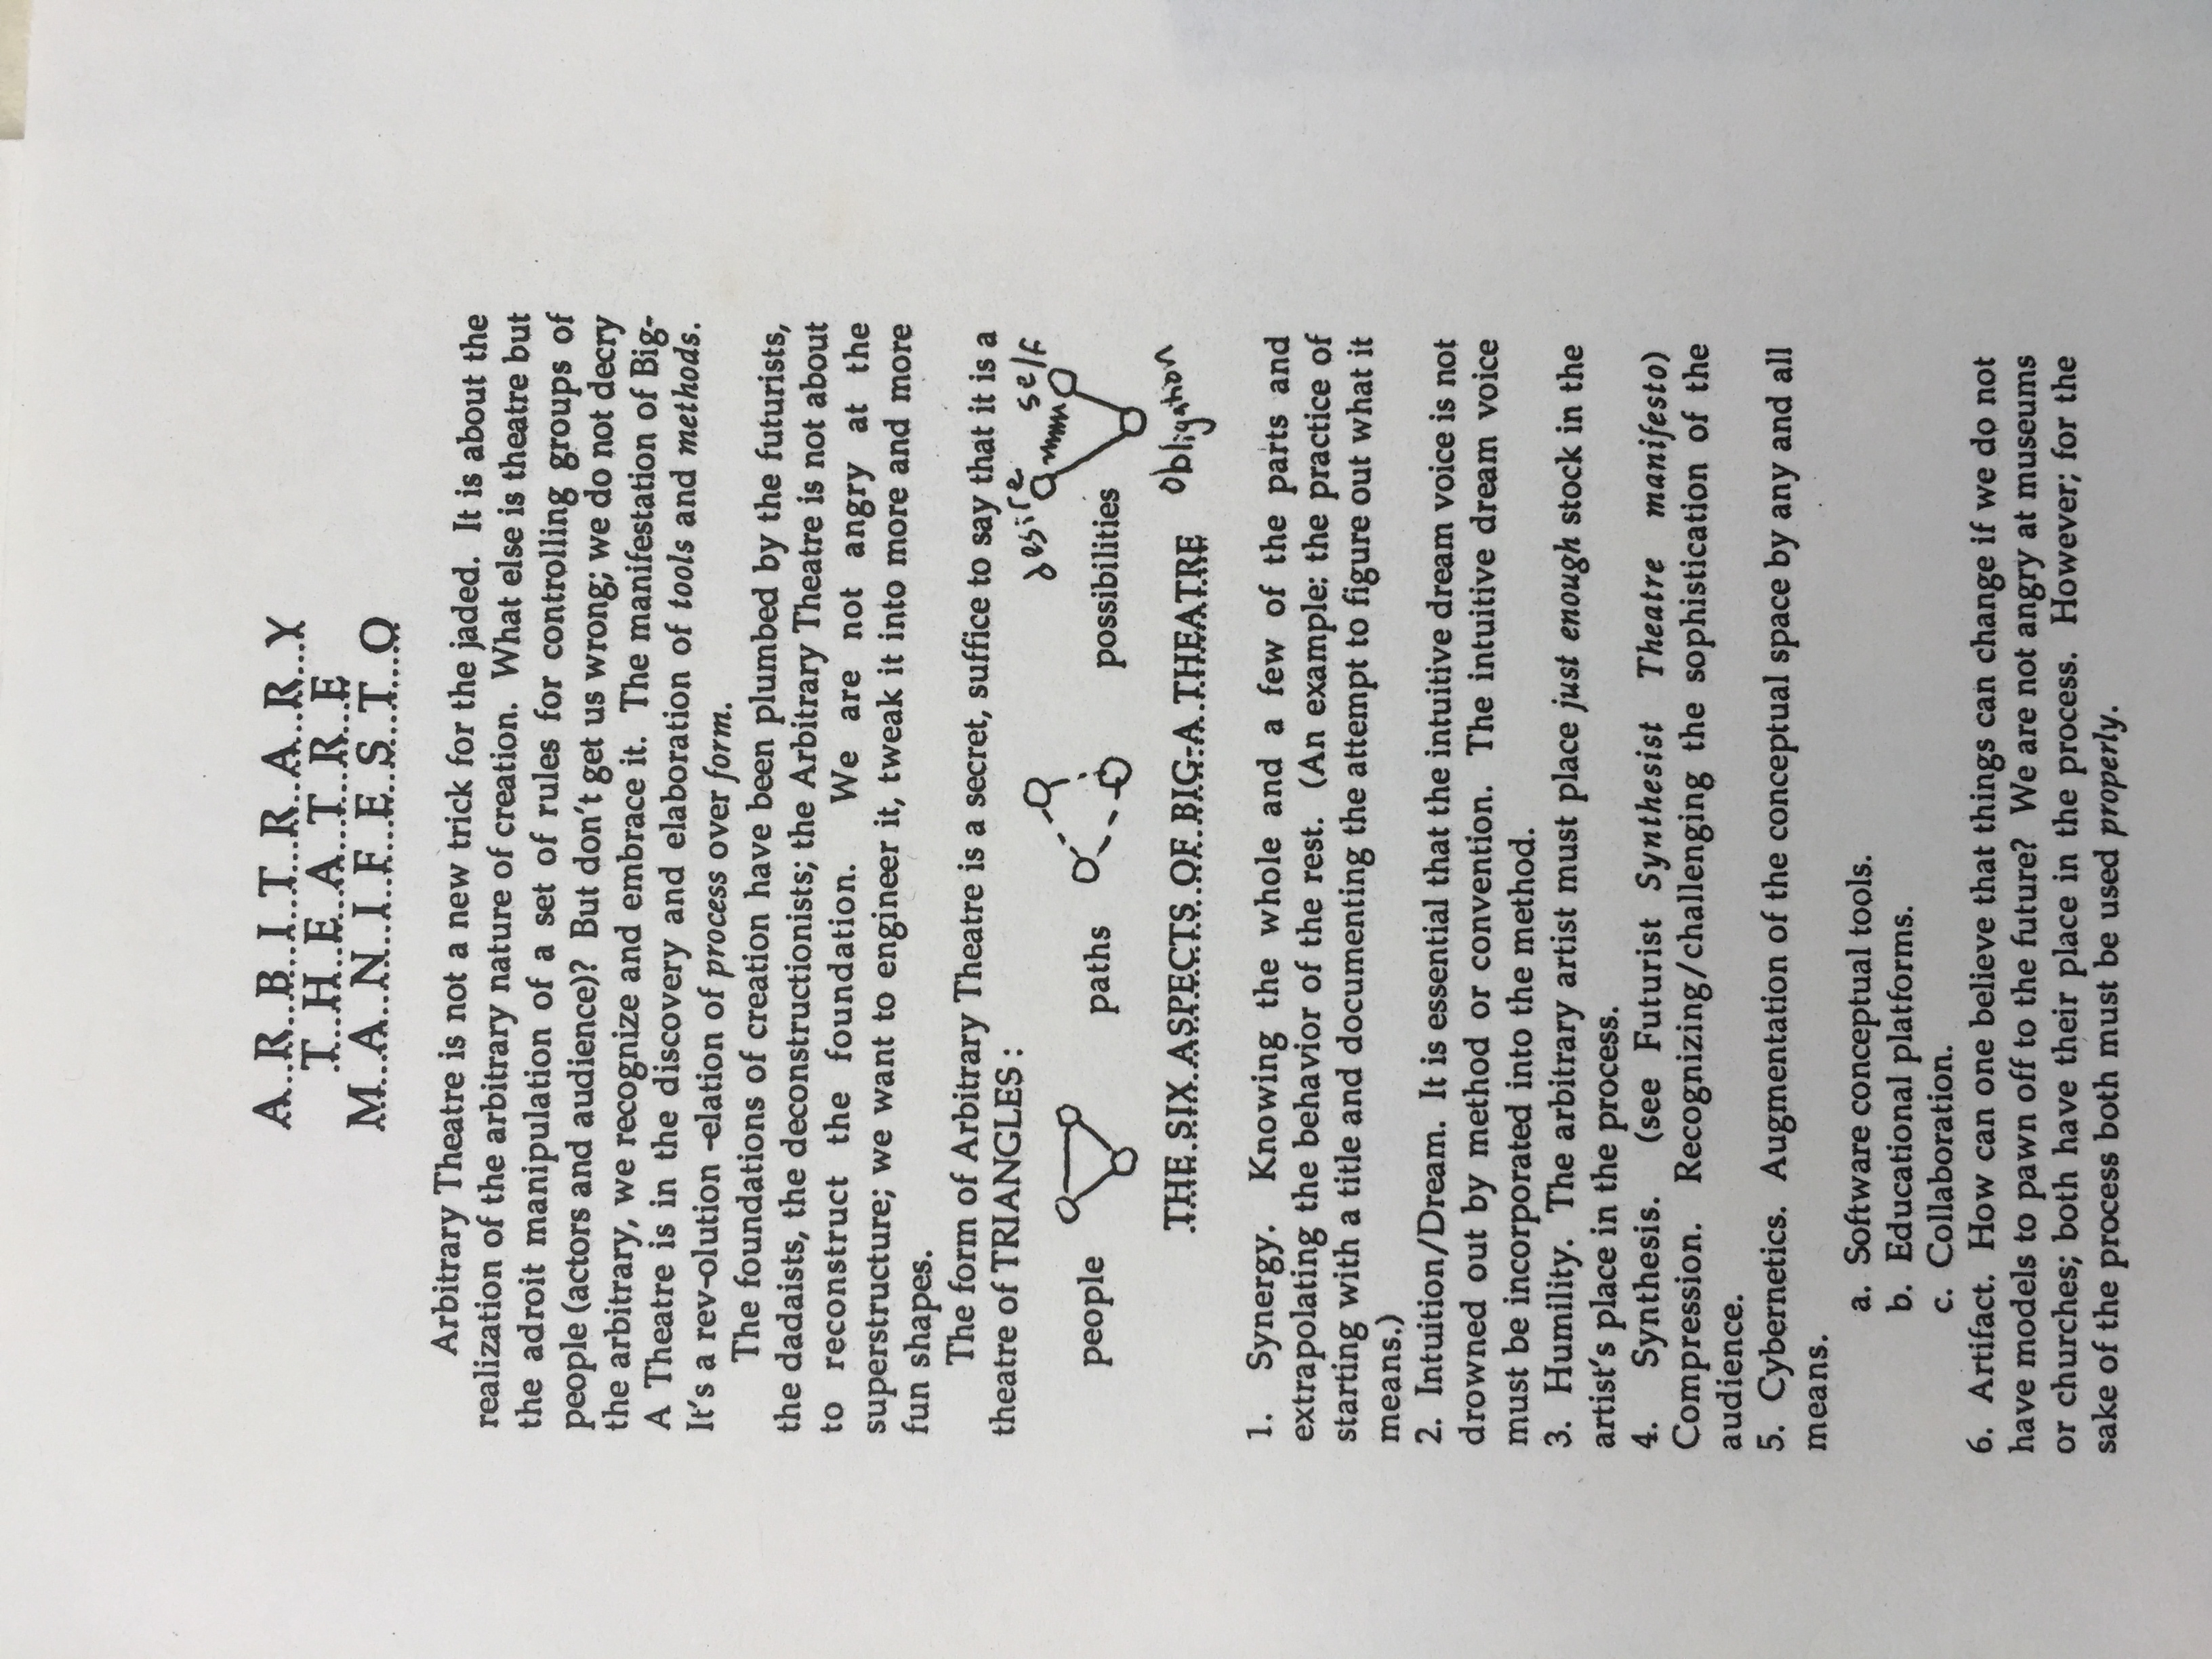 A R B I T R A R Y
T H E A T R E
M A N I F E S T O
Arbitrary Theatre is not a new trick for the jaded. It is about the
realization of the arbitrary nature of creation. What else is theatre but
the adroit manipulation of a set of rules for controlling groups of
people (actors and audience)? But don't get us wrong; we do not decry
the arbitrary, we recognize and embrace it. The manifestation of Big-
A Theatre is in the discovery and elaboration of tools and methods.
It's a rev-olution -elation of process over form.
The foundations of creation have been plumbed by the futurists,
the dadaists, the deconstructionists; the Arbitrary Theatre is not about
to reconstruct the foundation. We are not angry at the
superstructure; we want to engineer it, tweak it into more and more
fun shapes.
The form of Arbitrary Theatre is a secret, suffice to say that it is a
theatre of TRIANGLES :
desire self
people paths possibilities
obligation
THE SIX ASPECTS OF BIG-A THEATRE
1. Synergy. Knowing the whole and a few of the parts and
extrapolating the behavior of the rest. (An example: the practice of
starting with a title and documenting the attempt to figure out what it
means.)
2. Intuition/Dream. It is essential that the intuitive dream voice is not
drowned out by method or convention. The intuitive dream voice
must be incorporated into the method.
3. Humility. The arbitrary artist must place just enough stock in the
artist's place in the process.
4. Synthesis. (see Futurist Synthesist Theatre manifesto)
Compression. Recognizing/challenging the sophistication of the
audience.
5. Cybernetics. Augmentation of the conceptual space by any and all
means.
a. Software conceptual tools.
b. Educational platforms.
c. Collaboration.
6. Artifact. How can one believe that things can change if we do not
have models to pawn off to the future? We are not angry at museums
or churches; both have their place in the process. However; for the
sake of the process both must be used properly.